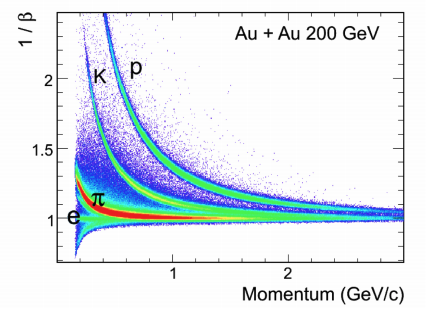 1 / β
Au + Au 200 GeV
2
K
p
1.5
π
e
1
1
2
Momentum (GeV/c)